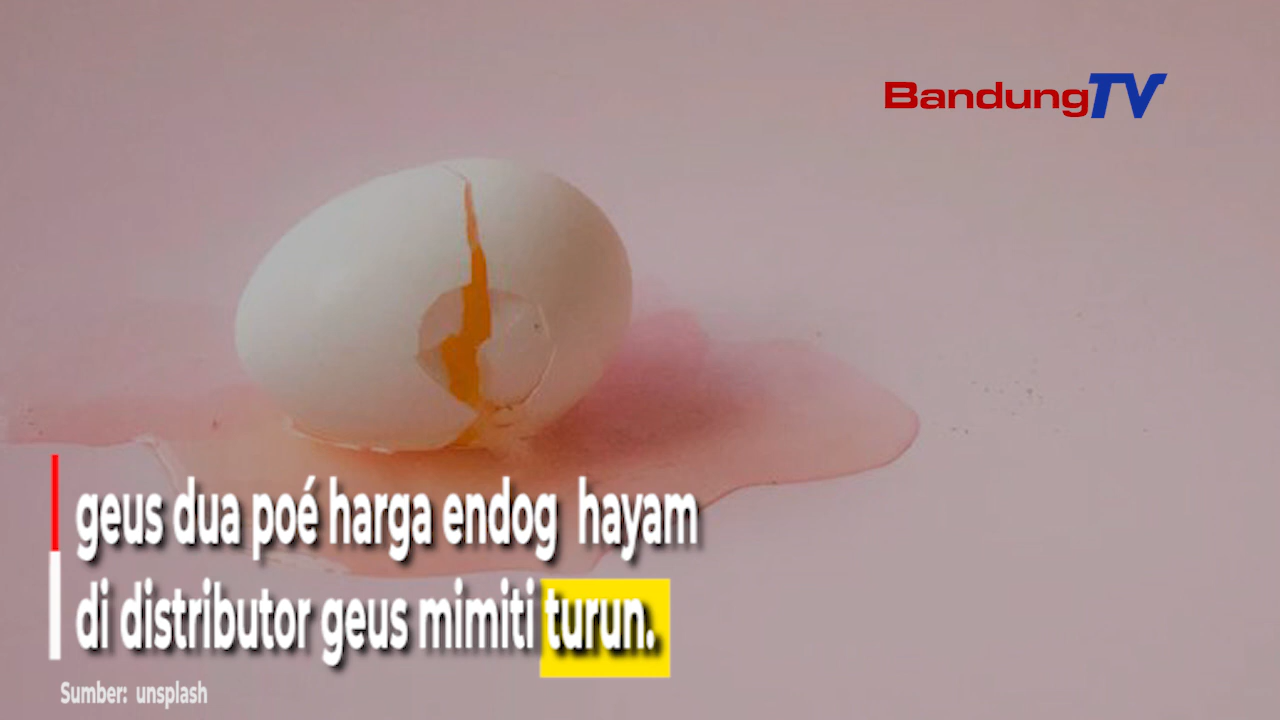 BandungTV
geus dua poé harga endog hayam
di distributor geus mimiti turun.
Sumber: unsplash